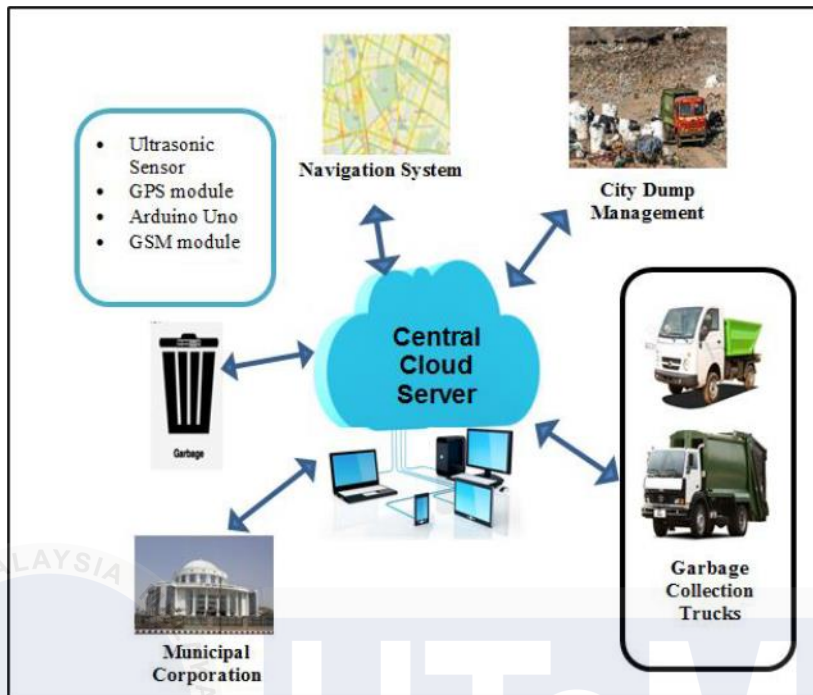 Navigation System
City Dump
Management
• Ultrasonic
Sensor
• GPS module
• Arduino Uno
• GSM module
Central
Cloud
Server
Garbage
Municipal
Corporation
Garbage
Collection
Trucks
ALAYSIA